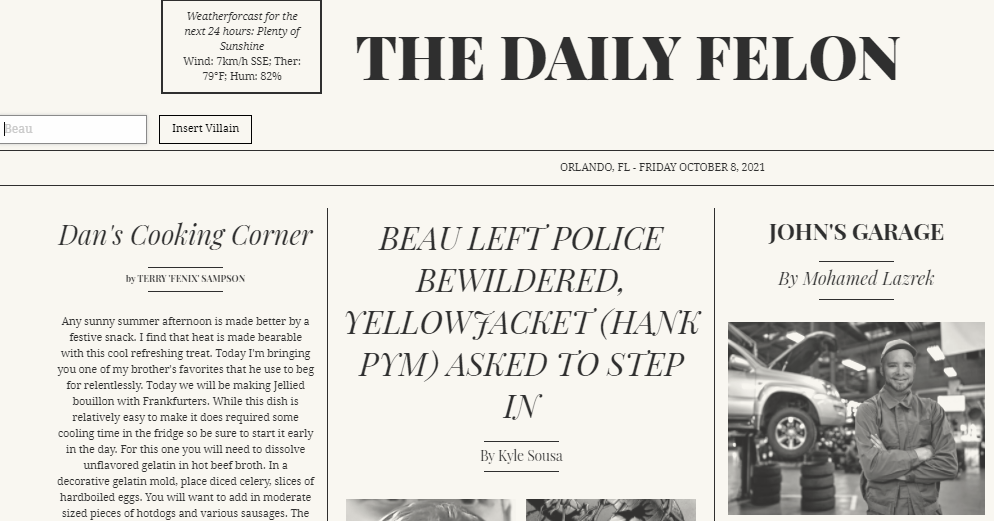 Weatherforcast for the
next 24 hours: Plenty of
Sunshine
Wind: 7km/h SSE; Ther:
79°F; Hum: 82%
THE DAILY FELON
Beau
Insert Villain
ORLANDO, FL - FRIDAY OCTOBER 8, 2021
Dan's Cooking Corner
by TERRY 'FENIX' SAMPSON
Any sunny summer afternoon is made better by a
festive snack. I find that heat is made bearable
with this cool refreshing treat. Today I'm bringing
you one of my brother's favorites that he use to beg
for relentlessly. Today we will be making Jellied
bouillon with Frankfurters. While this dish is
relatively easy to make it does required some
cooling time in the fridge so be sure to start it early
in the day. For this one you will need to dissolve
unflavored gelatin in hot beef broth. In a
decorative gelatin mold, place diced celery, slices of
hardboiled eggs. You will want to add in moderate
sized pieces of hotdogs and various sausages. The
BEAU LEFT POLICE
BEWILDERED,
YELLOWJACKET (HANK
PYM) ASKED TO STEP
IN
By Kyle Sousa
JOHN'S GARAGE
By Mohamed Lazrek